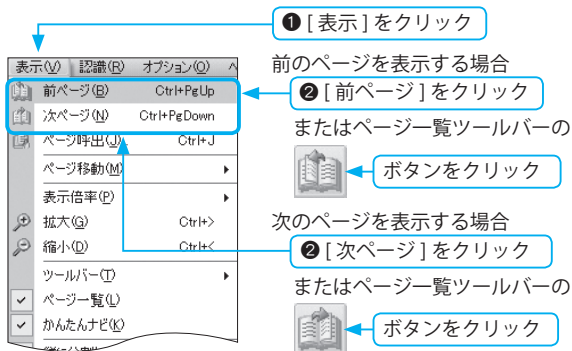 ❶ [ 表示 ] をクリック
表示(V) 認識(R) オプション(O)
前ページ(B) Ctrl+PgUp
次ページ(N) Ctrl+PgDown
ページ呼出(J)... Ctrl+J
ページ移動(M)
表示倍率(P)
拡大(G) Ctrl+>
縮小(D) Ctrl+<
ツールバー(T)
ページ一覧(L)
かんたんナビ(K)
前のページを表示する場合
❷ [ 前ページ ] をクリック
またはページ一覧ツールバーの
ボタンをクリック
次のページを表示する場合
❷ [ 次ページ ] をクリック
またはページ一覧ツールバーの
ボタンをクリック